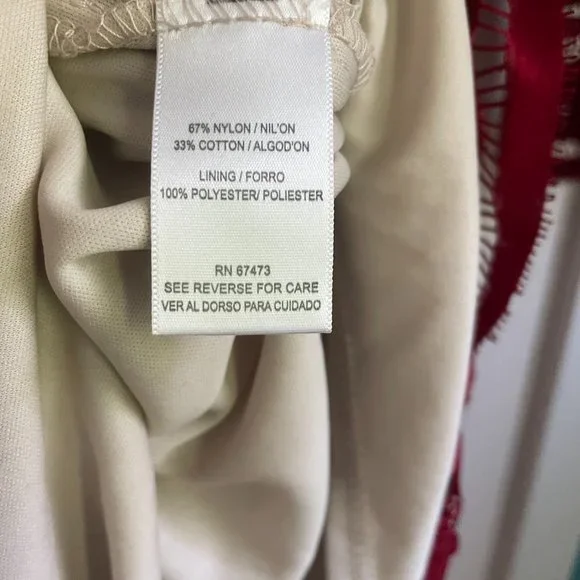 67% NYLON / NIL'ON
33% COTTON / ALGOD'ON
LINING / FORRO
100% POLYESTER/ POLIESTER
RN 67473
SEE REVERSE FOR CARE
VER AL DORSO PARA CUIDADO